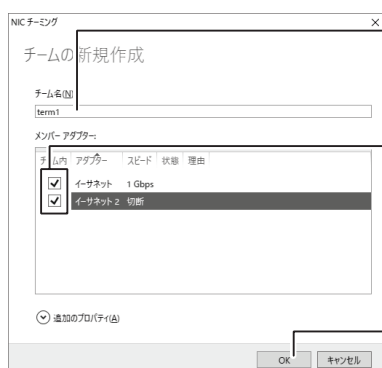 NIC チーミング
チームの新規作成
チーム名(N)
term1
メンバー アダプター:
チーム内 アダプター スピード 状態 理由
イーサネット 1 Gbps
イーサネット 2 切断
追加のプロパティ(A)
OK キャンセル